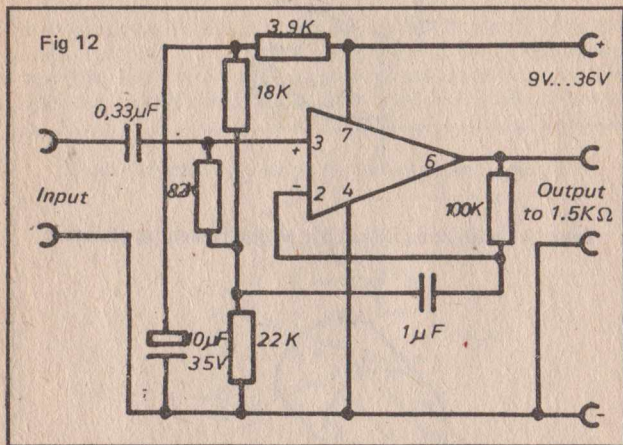 Fig 12
3.9K
+
9V...36V
18K
0,33µF
3
+
7
6
Input
82k
-
2
4
100K
Output
to 1.5KΩ
1µF
10µF
35V
22K
-